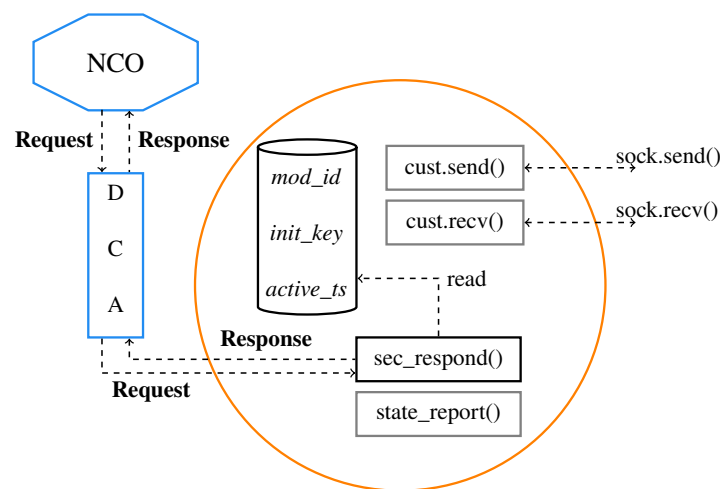 NCO
Request
Response
D
C
A
mod_id
init_key
active_ts
cust.send()
sock.send()
cust.recv()
sock.recv()
read
Response
Request
sec_respond()
state_report()